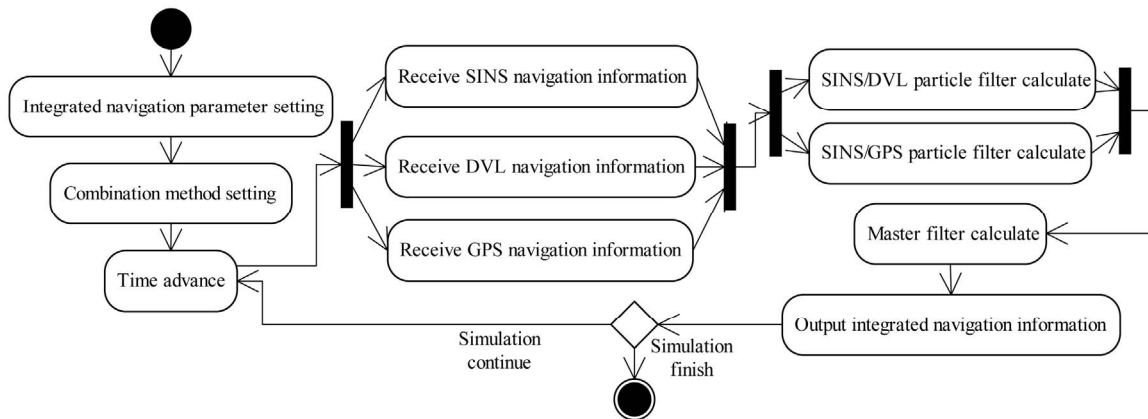 Integrated navigation parameter setting
Combination method setting
Time advance
Receive SINS navigation information
Receive DVL navigation information
Receive GPS navigation information
SINS/DVL particle filter calculate
SINS/GPS particle filter calculate
Master filter calculate
Output integrated navigation information
Simulation
continue
Simulation
finish